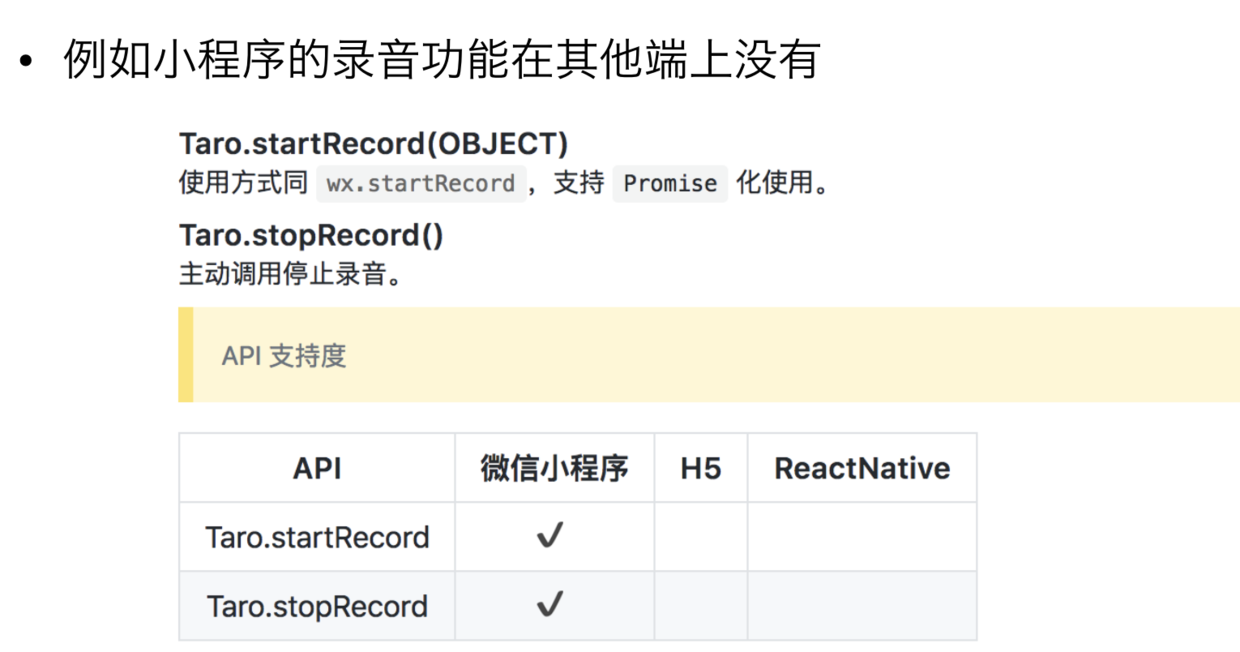 • 例如小程序的录音功能在其他端上没有
Taro.startRecord(OBJECT)
使用方式同 wx.startRecord，支持 Promise 化使用。
Taro.stopRecord()
主动调用停止录音。
API 支持度
API 微信小程序 H5 ReactNative
Taro.startRecord ✔
Taro.stopRecord ✔